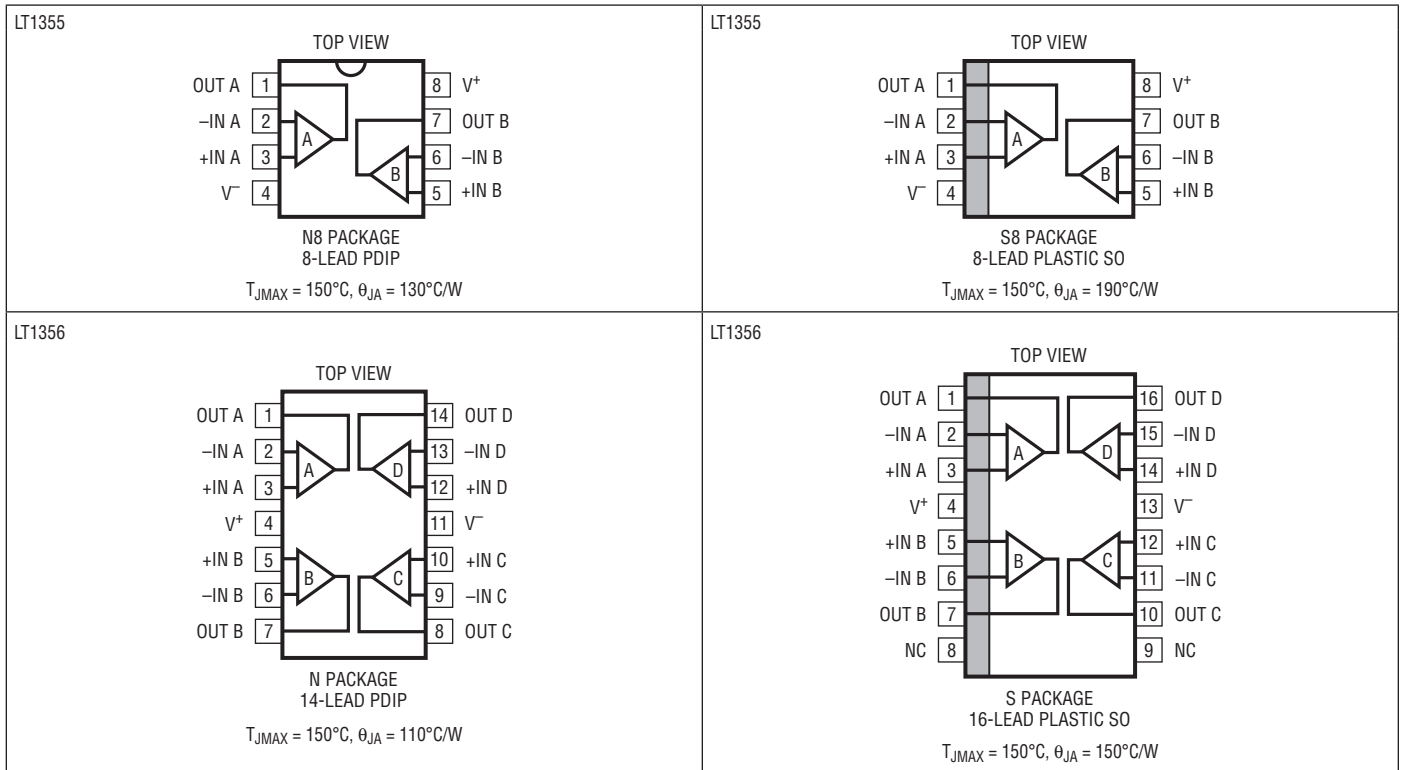 LT1355
TOP VIEW
OUT A 1 8 V+
–IN A 2 7 OUT B
+IN A 3 6 –IN B
V– 4 5 +IN B
A
B
N8 PACKAGE
8-LEAD PDIP
TJMAX = 150°C, θJA = 130°C/W
LT1355
TOP VIEW
OUT A 1 8 V+
–IN A 2 7 OUT B
+IN A 3 6 –IN B
V– 4 5 +IN B
A
B
S8 PACKAGE
8-LEAD PLASTIC SO
TJMAX = 150°C, θJA = 190°C/W
LT1356
TOP VIEW
OUT A 1 14 OUT D
–IN A 2 13 –IN D
A D
+IN A 3 12 +IN D
V+ 4 11 V–
+IN B 5 10 +IN C
B C
–IN B 6 9 –IN C
OUT B 7 8 OUT C
N PACKAGE
14-LEAD PDIP
TJMAX = 150°C, θJA = 110°C/W
LT1356
TOP VIEW
OUT A 1 16 OUT D
–IN A 2 15 –IN D
A D
+IN A 3 14 +IN D
V+ 4 13 V–
+IN B 5 12 +IN C
B C
–IN B 6 11 –IN C
OUT B 7 10 OUT C
NC 8 9 NC
S PACKAGE
16-LEAD PLASTIC SO
TJMAX = 150°C, θJA = 150°C/W